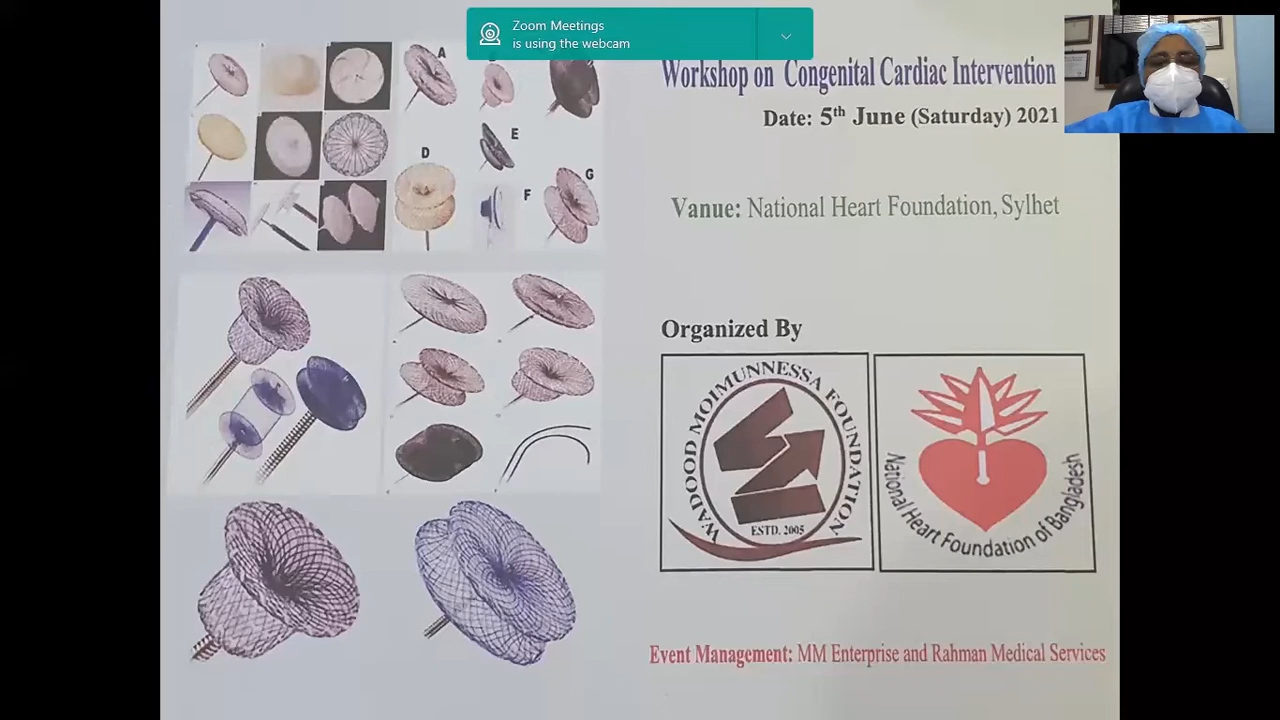 Zoom Meetings
is using the webcam
Workshop on Congenital Cardiac Intervention
Date: 5th June (Saturday) 2021
Vanue: National Heart Foundation, Sylhet
A
E
D
G
F
Organized By
WADOOD MOIMUNNESSA FOUNDATION
ESTD. 2005
National Heart Foundation of Bangladesh
Event Management: MM Enterprise and Rahman Medical Services